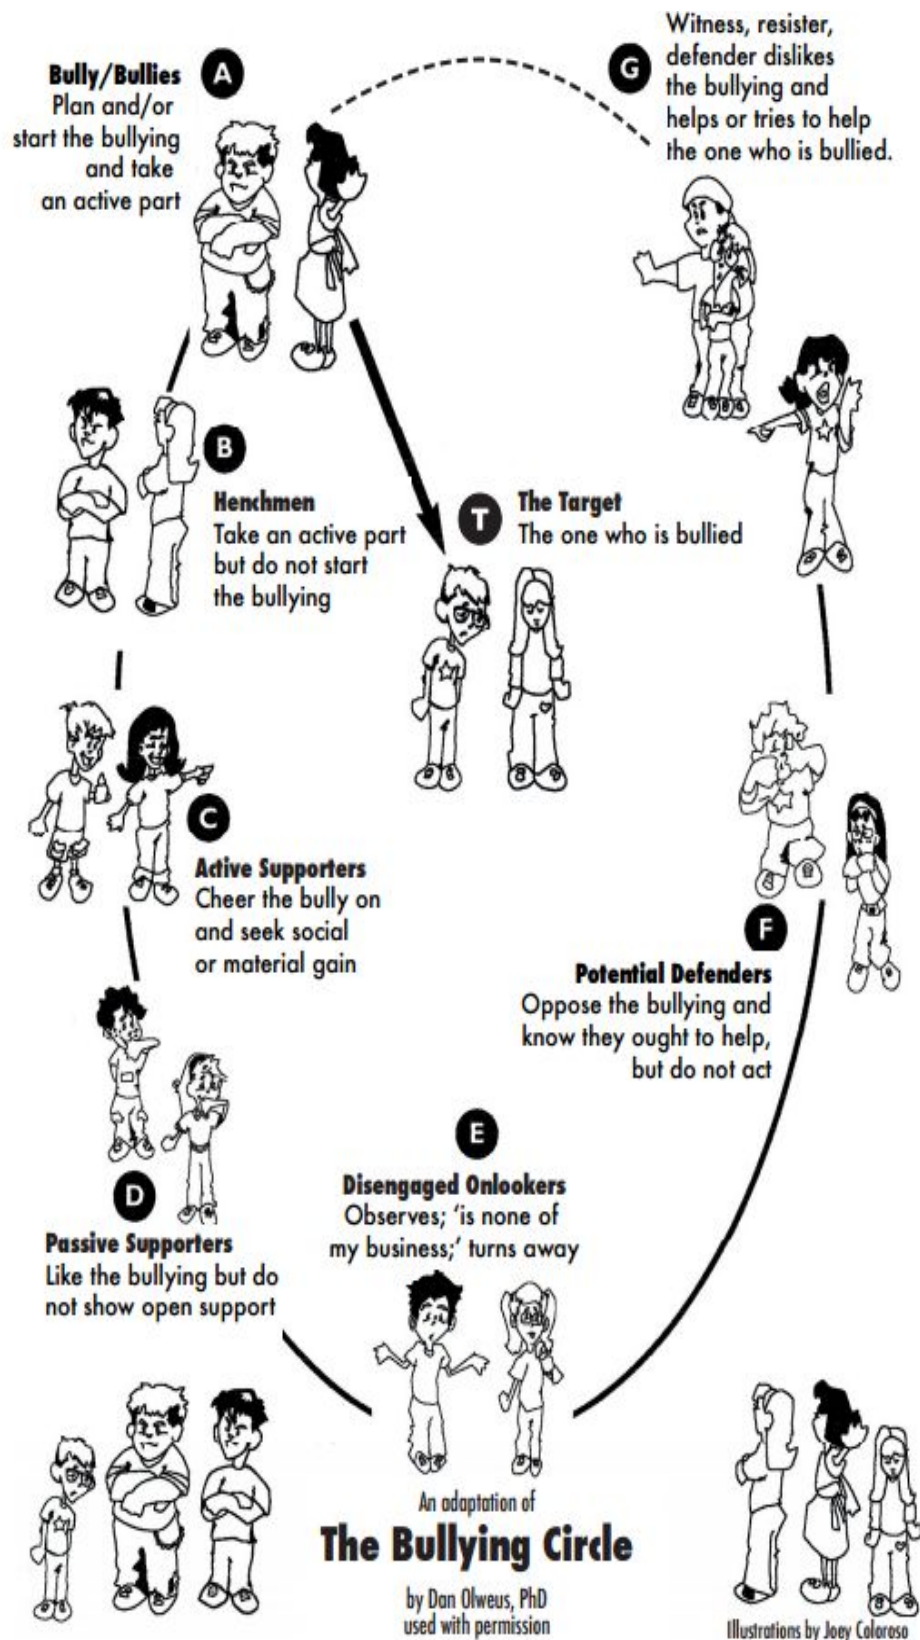 A
Bully/Bullies
Plan and/or
start the bullying
and take
an active part
G
Witness, resister,
defender dislikes
the bullying and
helps or tries to help
the one who is bullied.
B
Henchmen
Take an active part
but do not start
the bullying
T
The Target
The one who is bullied
C
Active Supporters
Cheer the bully on
and seek social
or material gain
F
Potential Defenders
Oppose the bullying and
know they ought to help,
but do not act
D
Passive Supporters
Like the bullying but do
not show open support
E
Disengaged Onlookers
Observes; ‘is none of
my business;’ turns away
An adaptation of
The Bullying Circle
by Dan Olweus, PhD
used with permission
Illustrations by Joey Coloroso